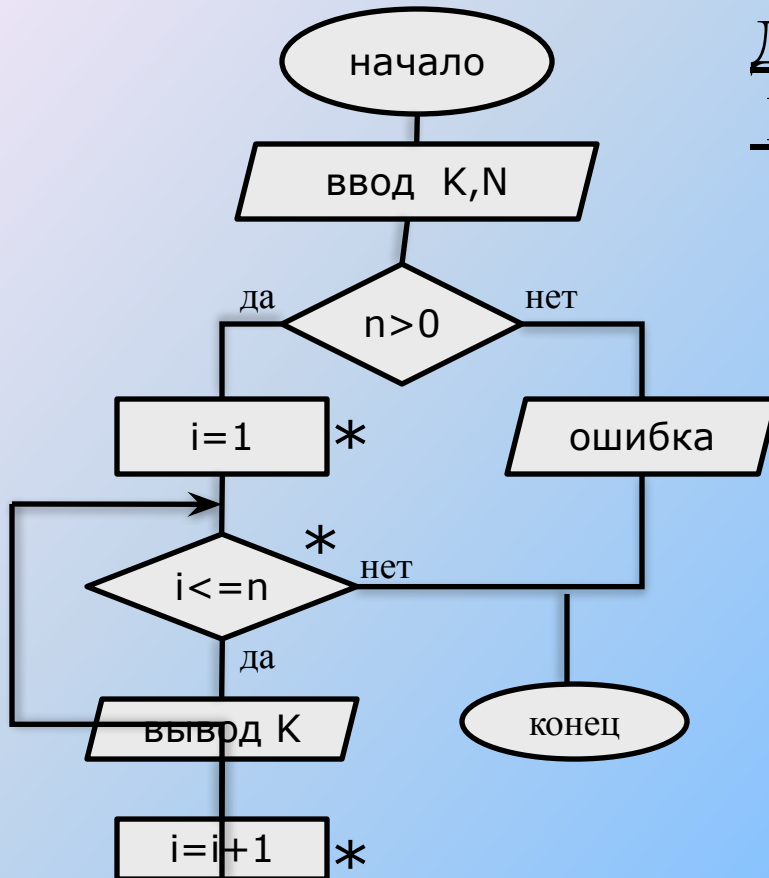 начало
ввод K,N
да
нет
n>0
i=1
*
ошибка
*
i<=n
нет
да
вывод K
конец
i=i+1
*